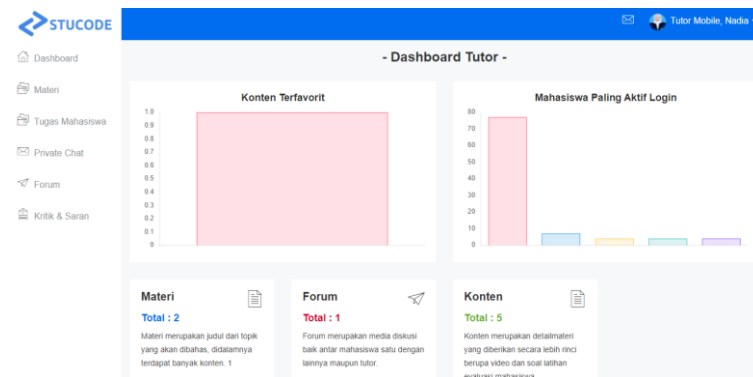 STUCODE
Tutor Mobile, Nadia
Dashboard
Materi
Tugas Mahasiswa
Private Chat
Forum
Kritik & Saran
- Dashboard Tutor -
Konten Terfavorit
1.0
0.9
0.8
0.7
0.6
0.5
0.4
0.3
0.2
0.1
0
Mahasiswa Paling Aktif Login
80
70
60
50
40
30
20
10
0
Materi
Total : 2
Materi merupakan judul dari topik
yang akan dibahas, didalamnya
terdapat banyak konten. 1
Forum
Total : 1
Forum merupakan media diskusi
baik antar mahasiswa satu dengan
lainnya maupun tutor.
Konten
Total : 5
Konten merupakan detailmateri
yang diberikan secara lebih rinci
berupa video dan soal latihan
evaluasi mahasiswa